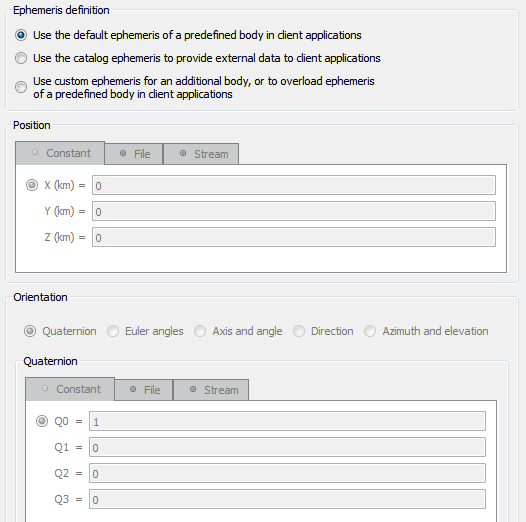 Ephemeris definition
Use the default ephemeris of a predefined body in client applications
Use the catalog ephemeris to provide external data to client applications
Use custom ephemeris for an additional body, or to overload ephemeris
of a predefined body in client applications
Position
Constant File Stream
X (km) = 0
Y (km) = 0
Z (km) = 0
Orientation
Quaternion Euler angles Axis and angle Direction Azimuth and elevation
Quaternion
Constant File Stream
Q0 = 1
Q1 = 0
Q2 = 0
Q3 = 0